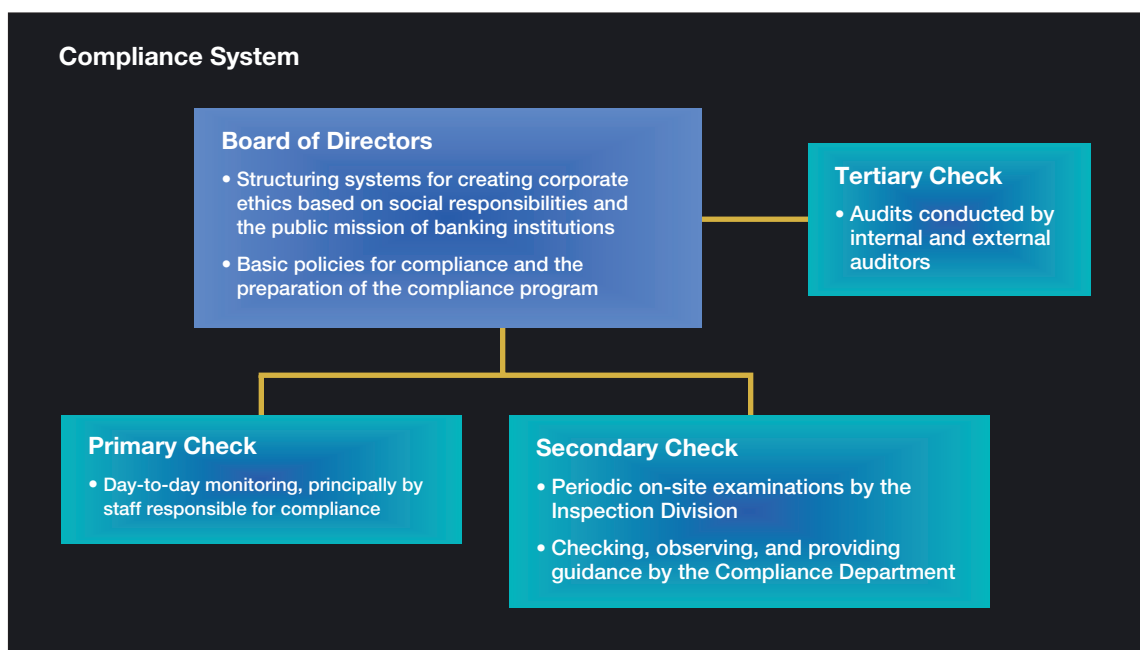 Compliance System
Board of Directors
• Structuring systems for creating corporate
ethics based on social responsibilities and
the public mission of banking institutions
• Basic policies for compliance and the
preparation of the compliance program
Tertiary Check
• Audits conducted by
internal and external
auditors
Primary Check
• Day-to-day monitoring, principally by
staff responsible for compliance
Secondary Check
• Periodic on-site examinations by the
Inspection Division
• Checking, observing, and providing
guidance by the Compliance Department